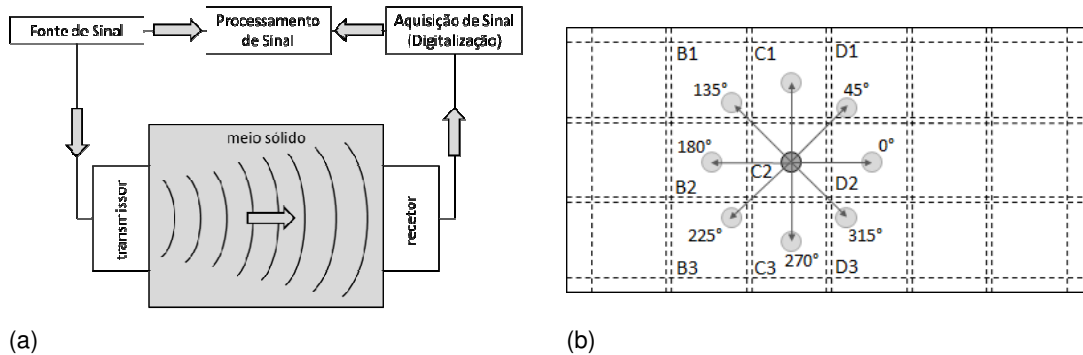 Fonte de Sinal
Processamento
de Sinal
Aquisição de Sinal
(Digitalização)
meio sólido
transmissor
recetor
(a)
B1
C1
D1
135°
45°
180°
0°
C2
B2
D2
225°
315°
270°
B3
C3
D3
(b)